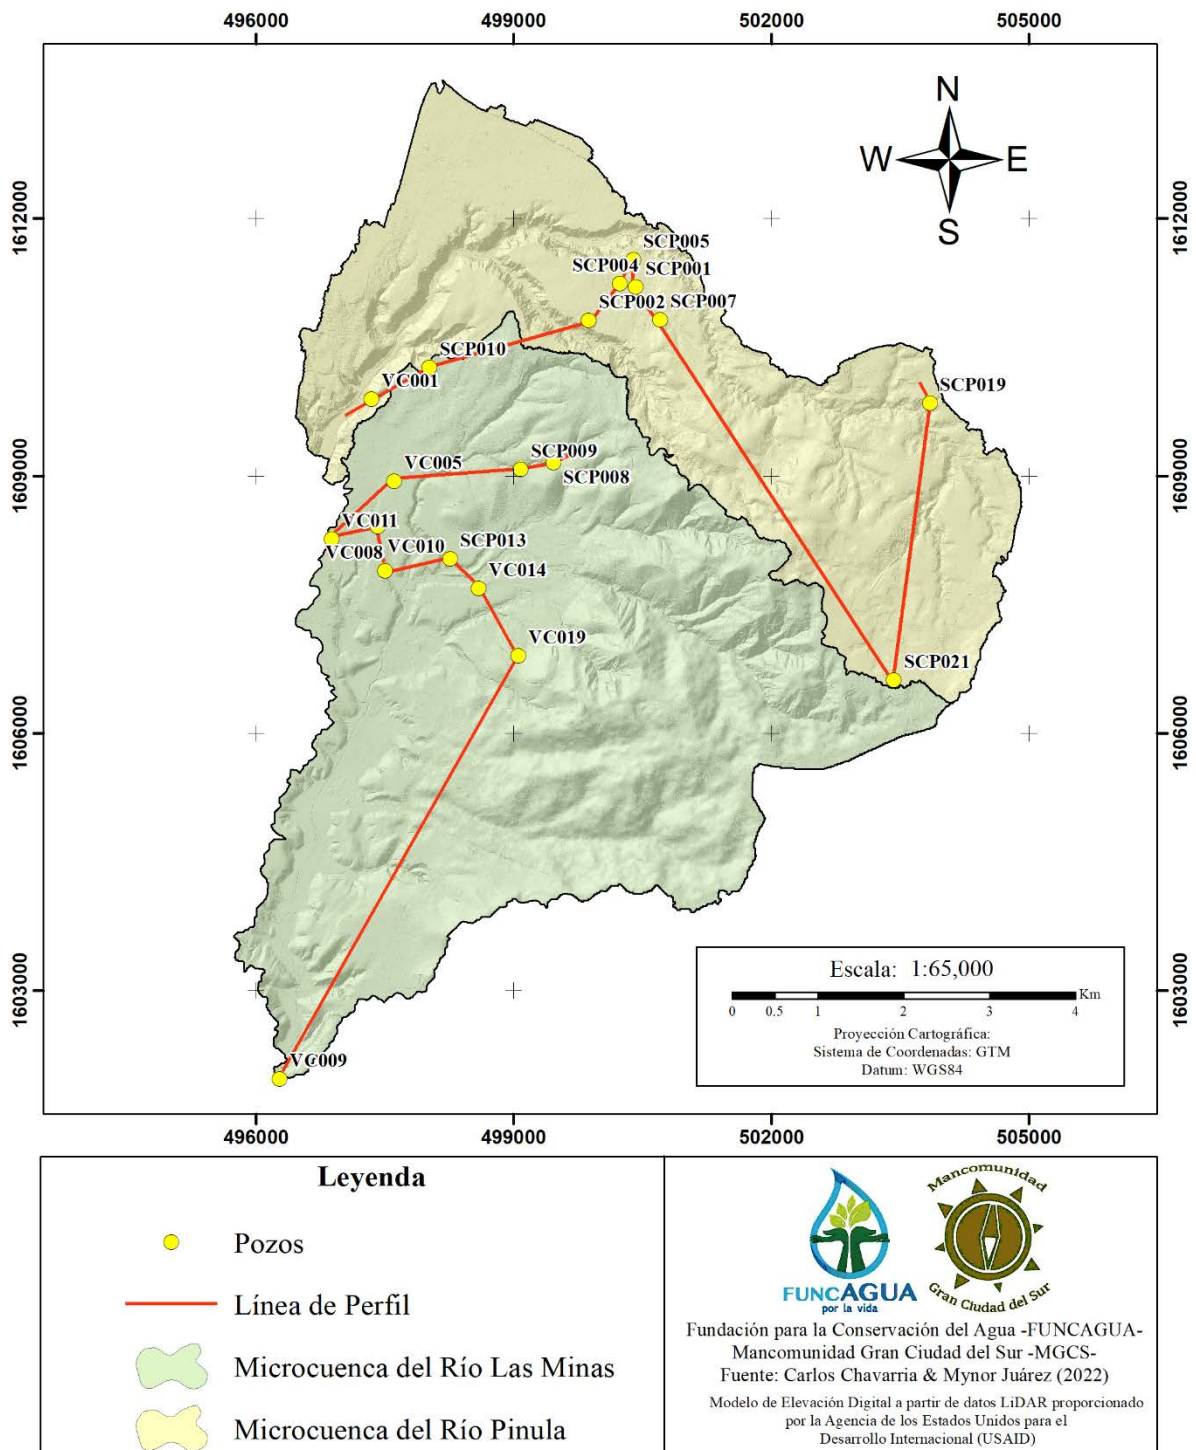 496000 499000 502000 505000
N
W E
S
1612000 1612000
SCP005
SCP004 SCP001
SCP002 SCP007
SCP010
VC001
SCP019
1609000 1609000
SCP009
VC005
SCP008
VC011
VC008 VC010 SCP013
VC014
VC019
SCP021
1606000 1606000
Escala: 1:65,000
Km
0 0.5 1 2 3 4
Proyección Cartográfica:
Sistema de Coordenadas: GTM
Datum: WGS84
1603000 1603000
VC009
496000 499000 502000 505000
Leyenda
Pozos
Línea de Perfil
Microcuenca del Río Las Minas
Microcuenca del Río Pinula
FUNCAGUA
por la vida
Mancomunidad
Gran Ciudad del Sur
Fundación para la Conservación del Agua -FUNCAGUA-
Mancomunidad Gran Ciudad del Sur -MGCS-
Fuente: Carlos Chavarria & Mynor Juárez (2022)
Modelo de Elevación Digital a partir de datos LiDAR proporcionado
por la Agencia de los Estados Unidos para el
Desarrollo Internacional (USAID)